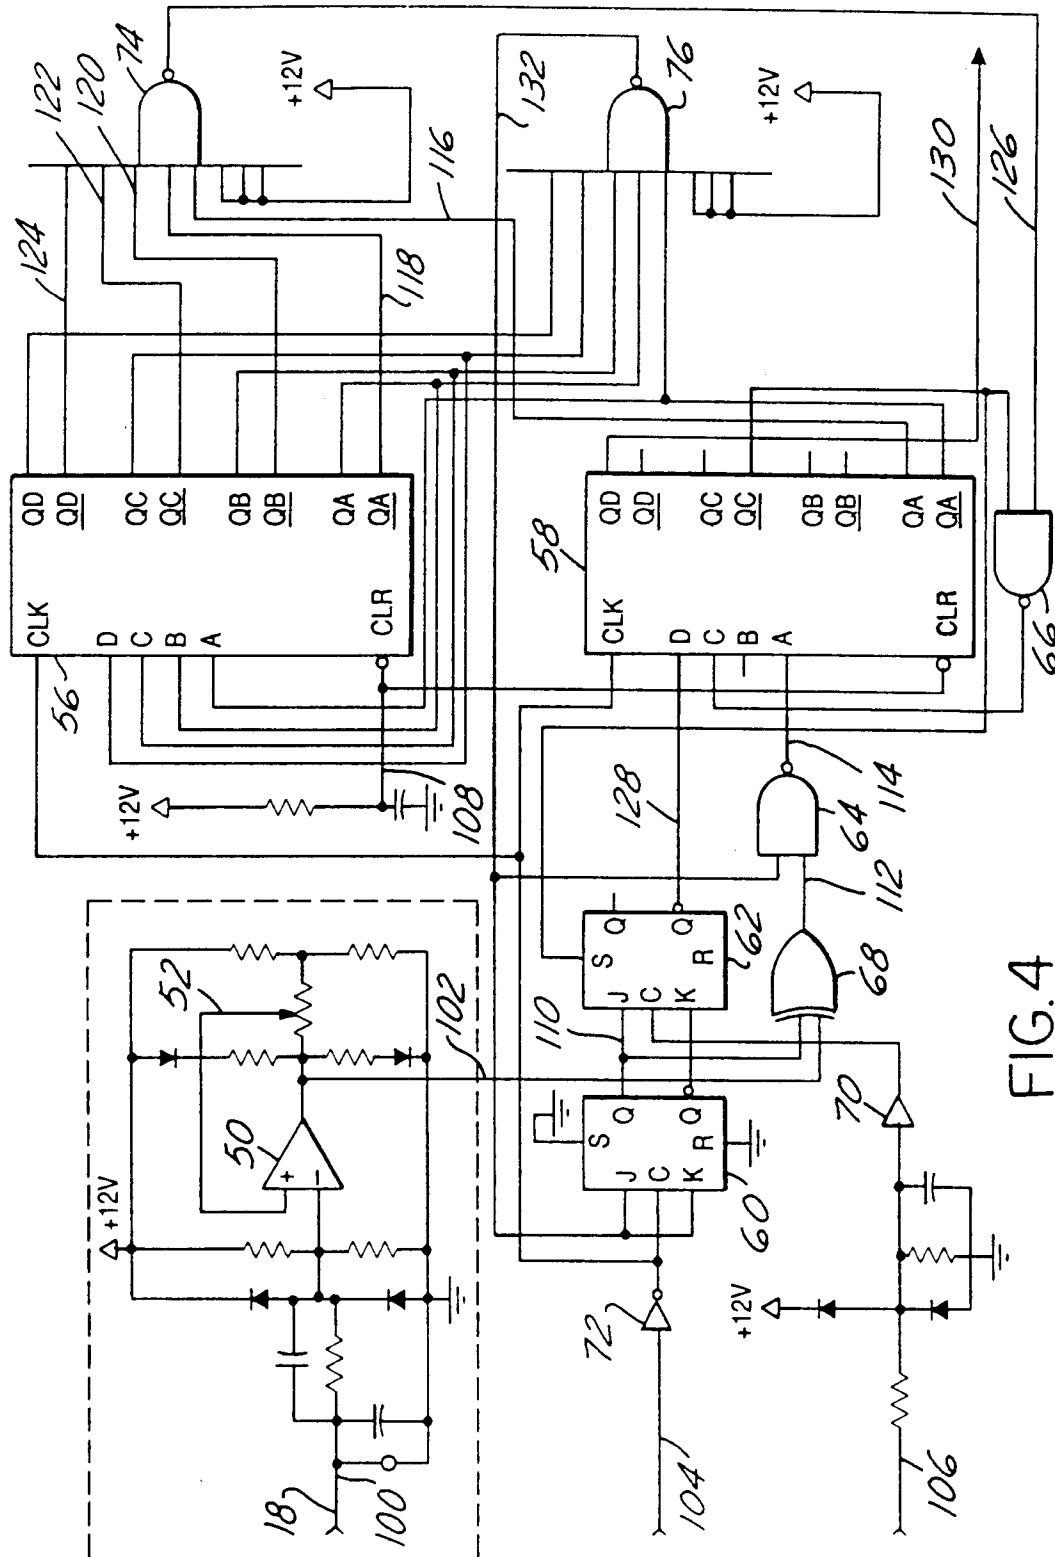 124
122
120
74
+12V
116
118
QD
QD
QC
QC
QB
QB
QA
QA
CLK
56
D
C
B
A
CLR
+12V
108
132
76
+12V
130
126
58
QD
QD
QC
QC
QB
QB
QA
QA
CLK
D
C
B
A
CLR
66
128
64
114
112
+12V
50
+
-
52
102
18
100
110
S
J
C
K
Q
Q
R
62
S
J
C
K
Q
Q
R
60
68
72
104
+12V
70
106
FIG. 4